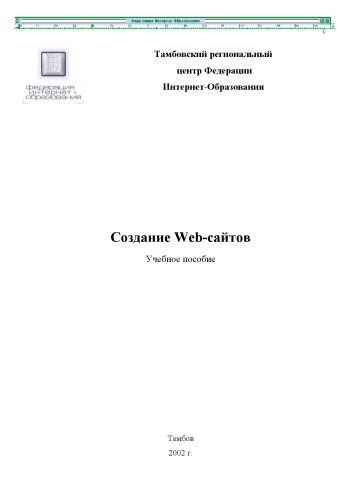 Федерация Интернет Образования
Тамбовский региональный
центр Федерации
Интернет-Образования
федерация
интернет
образования
Создание Web-сайтов
Учебное пособие
Тамбов
2002 г.